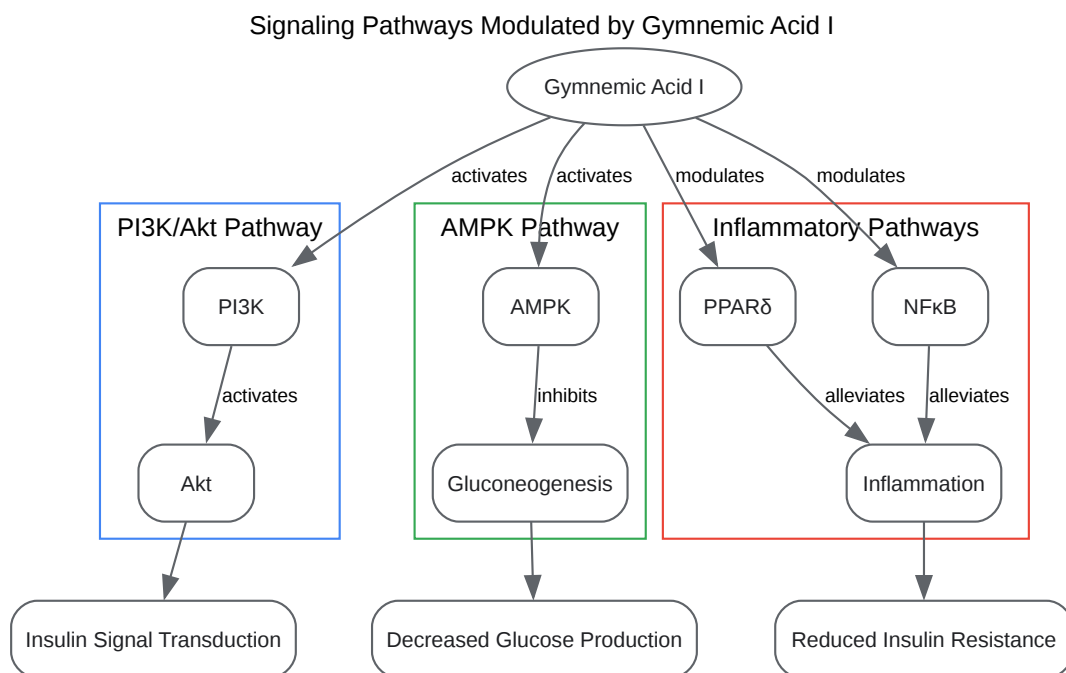 Signaling Pathways Modulated by Gymnemic Acid I
Gymnemic Acid I
activates
activates
modulates
modulates
PI3K/Akt Pathway
AMPK Pathway
Inflammatory Pathways
PI3K
AMPK
PPARδ
NFκB
activates
inhibits
alleviates
alleviates
Akt
Gluconeogenesis
Inflammation
Insulin Signal Transduction
Decreased Glucose Production
Reduced Insulin Resistance